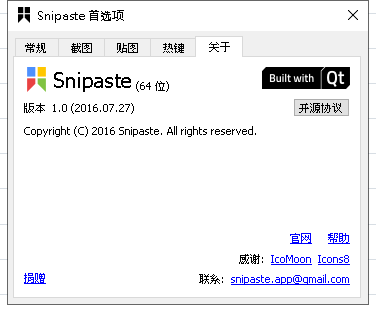 Snipaste 首选项
常规 截图 贴图 热键 关于
Snipaste (64 位) Built with Qt
版本 1.0 (2016.07.27) 开源协议
Copyright (C) 2016 Snipaste. All rights reserved.
官网 帮助
感谢: IcoMoon Icons8
捐赠 联系: snipaste.app@gmail.com